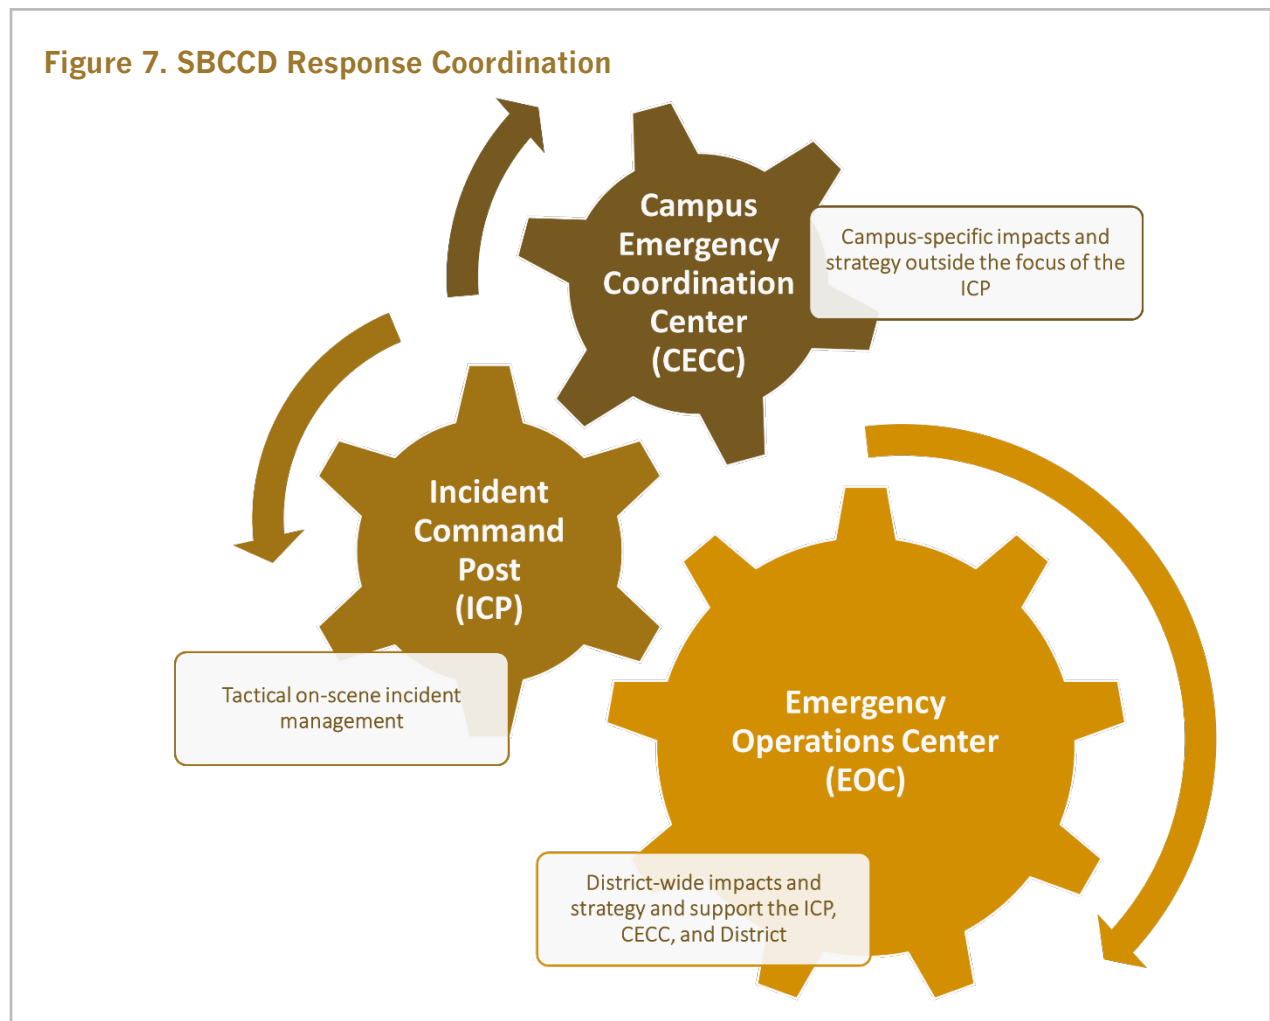 Figure 7. SBCCD Response Coordination
Campus
Emergency
Coordination
Center
(CECC)
Campus-specific impacts and
strategy outside the focus of the
ICP
Incident
Command
Post
(ICP)
Tactical on-scene incident
management
Emergency
Operations Center
(EOC)
District-wide impacts and
strategy and support the ICP,
CECC, and District